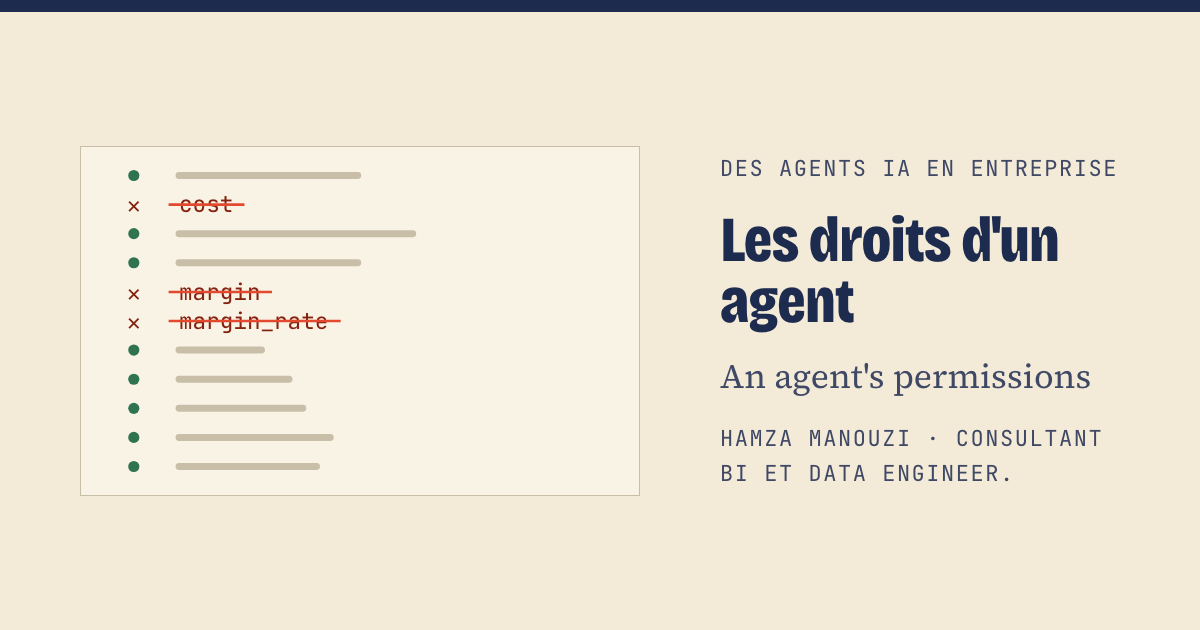 × cost
× margin
× margin_rate
DES AGENTS IA EN ENTREPRISE
Les droits d'un
agent
An agent's permissions
HAMZA MANOUZI · CONSULTANT
BI ET DATA ENGINEER.